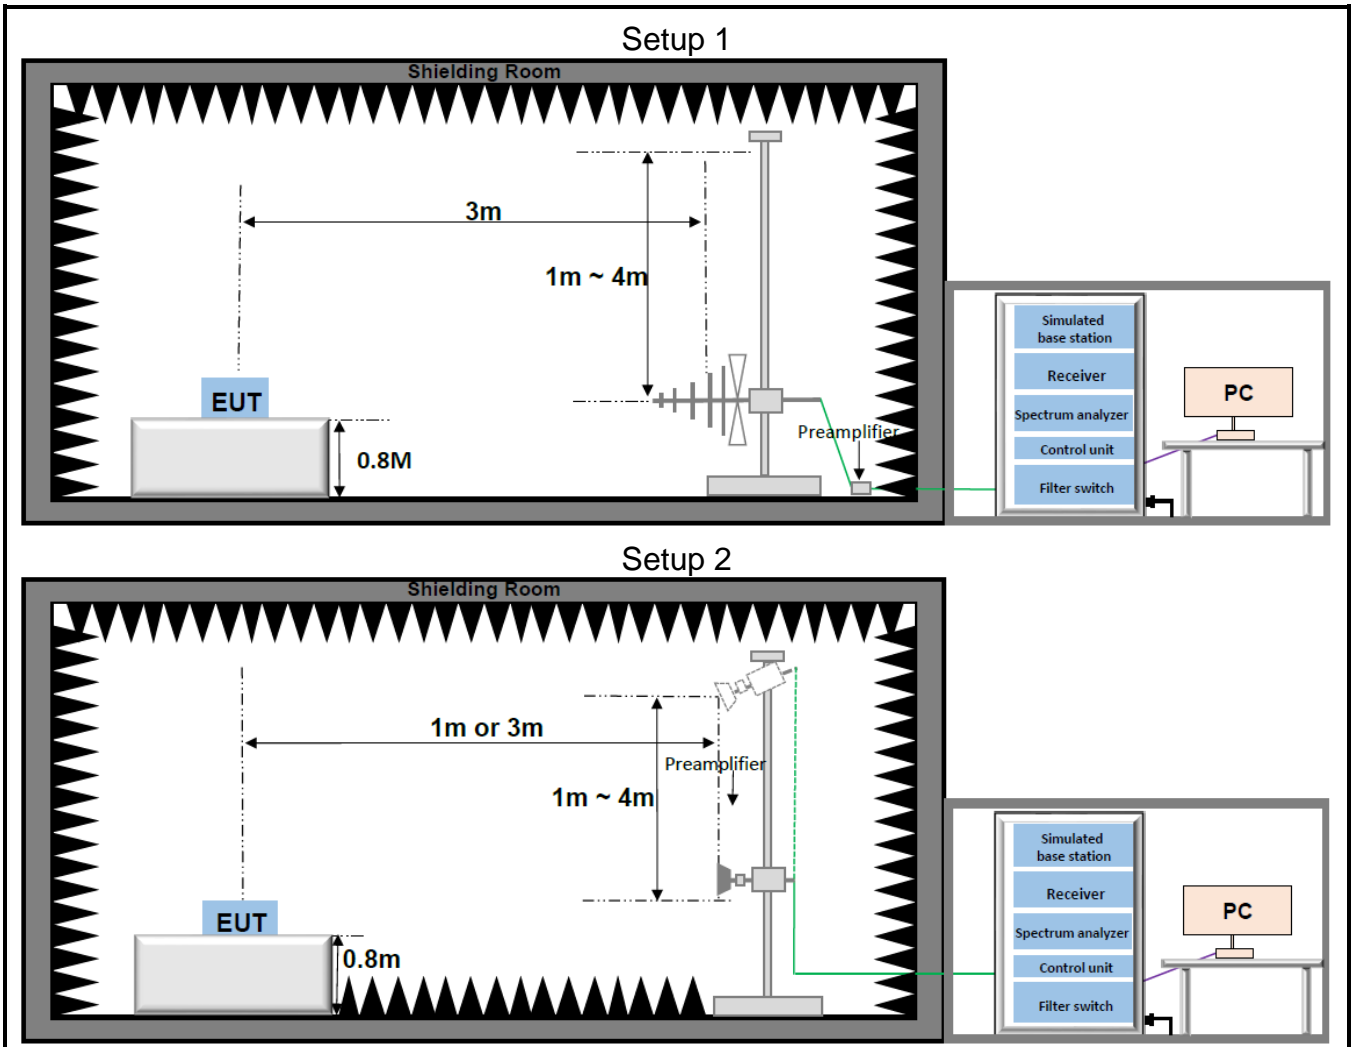 Setup 1
Shielding Room
3m
1m ~ 4m
EUT
0.8M
Preamplifier
Simulated
base station
Receiver
Spectrum analyzer
Control unit
Filter switch
PC
Setup 2
Shielding Room
1m or 3m
Preamplifier
1m ~ 4m
EUT
0.8m
Simulated
base station
Receiver
Spectrum analyzer
Control unit
Filter switch
PC